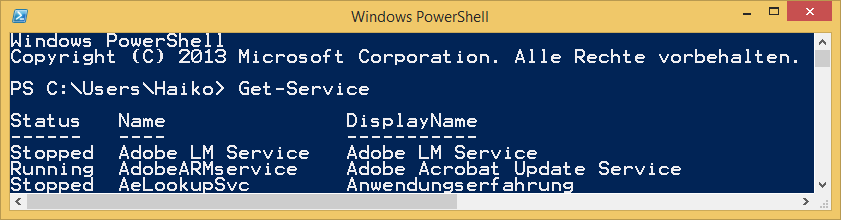 Windows PowerShell
Windows PowerShell
Copyright (C) 2013 Microsoft Corporation. Alle Rechte vorbehalten.
PS C:\Users\Haiko> Get-Service
Status Name DisplayName
------ ---- -----------
Stopped Adobe LM Service Adobe LM Service
Running AdobeARMservice Adobe Acrobat Update Service
Stopped AeLookupSvc Anwendungserfahrung